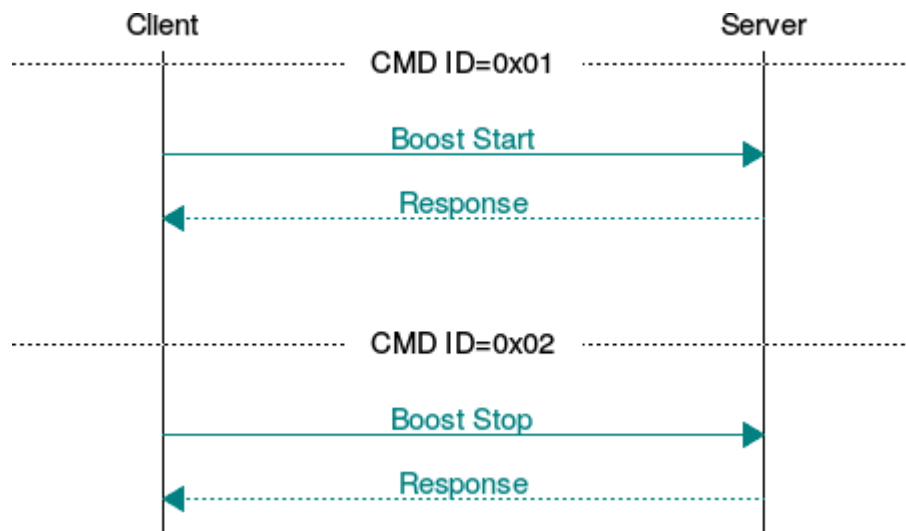 Client Server
CMD ID=0x01
Boost Start
Response
CMD ID=0x02
Boost Stop
Response